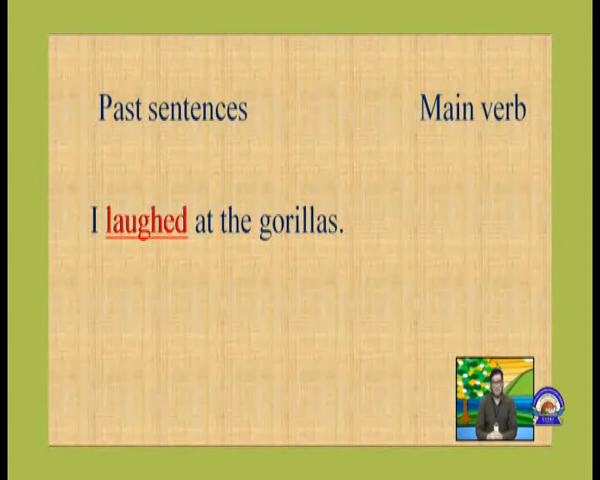 Past sentences Main verb
I laughed at the gorillas.